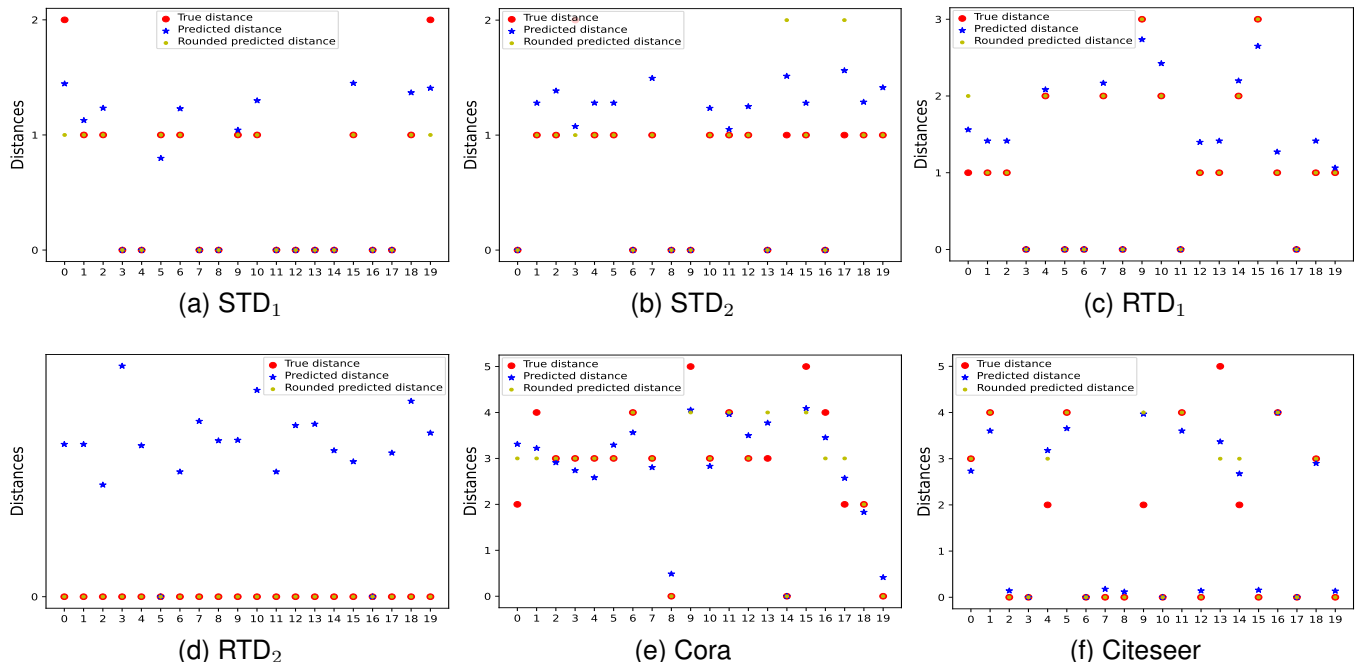 True distance
Predicted distance
Rounded predicted distance
Distances
2
1
0
0 1 2 3 4 5 6 7 8 9 10 11 12 13 14 15 16 17 18 19
(a) STD₁
True distance
Predicted distance
Rounded predicted distance
2
1
0
0 1 2 3 4 5 6 7 8 9 10 11 12 13 14 15 16 17 18 19
(b) STD₂
True distance
Predicted distance
Rounded predicted distance
Distances
3
2
1
0
0 1 2 3 4 5 6 7 8 9 10 11 12 13 14 15 16 17 18 19
(c) RTD₁
True distance
Predicted distance
Rounded predicted distance
Distances
0
0 1 2 3 4 5 6 7 8 9 10 11 12 13 14 15 16 17 18 19
(d) RTD₂
True distance
Predicted distance
Rounded predicted distance
Distances
5
4
3
2
1
0
0 1 2 3 4 5 6 7 8 9 10 11 12 13 14 15 16 17 18 19
(e) Cora
True distance
Predicted distance
Rounded predicted distance
Distances
5
4
3
2
1
0
0 1 2 3 4 5 6 7 8 9 10 11 12 13 14 15 16 17 18 19
(f) Citeseer